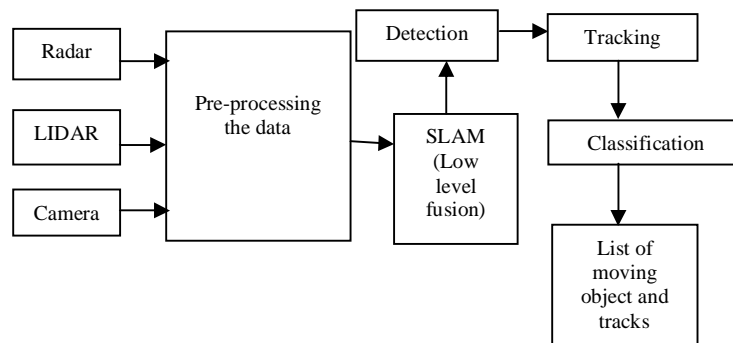 Radar
LIDAR
Camera
Pre-processing
the data
SLAM
(Low
level
fusion)
Detection
Tracking
Classification
List of
moving
object and
tracks